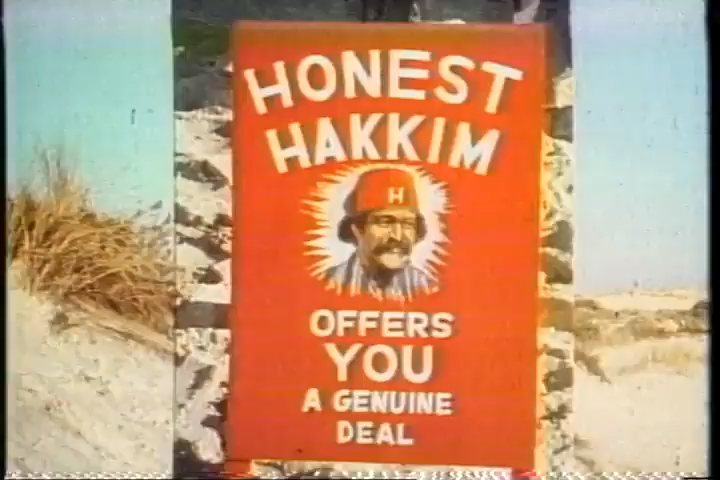 HONEST
HAKKIM
H
OFFERS
YOU
A GENUINE
DEAL